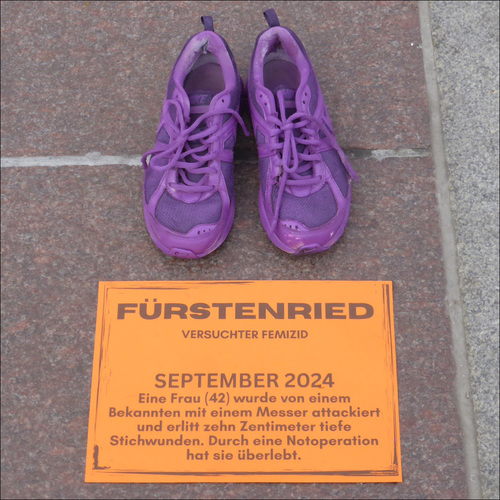 FÜRSTENRIED
VERSUCHTER FEMIZID
SEPTEMBER 2024
Eine Frau (42) wurde von einem
Bekannten mit einem Messer attackiert
und erlitt zehn Zentimeter tiefe
Stichwunden. Durch eine Notoperation
hat sie überlebt.